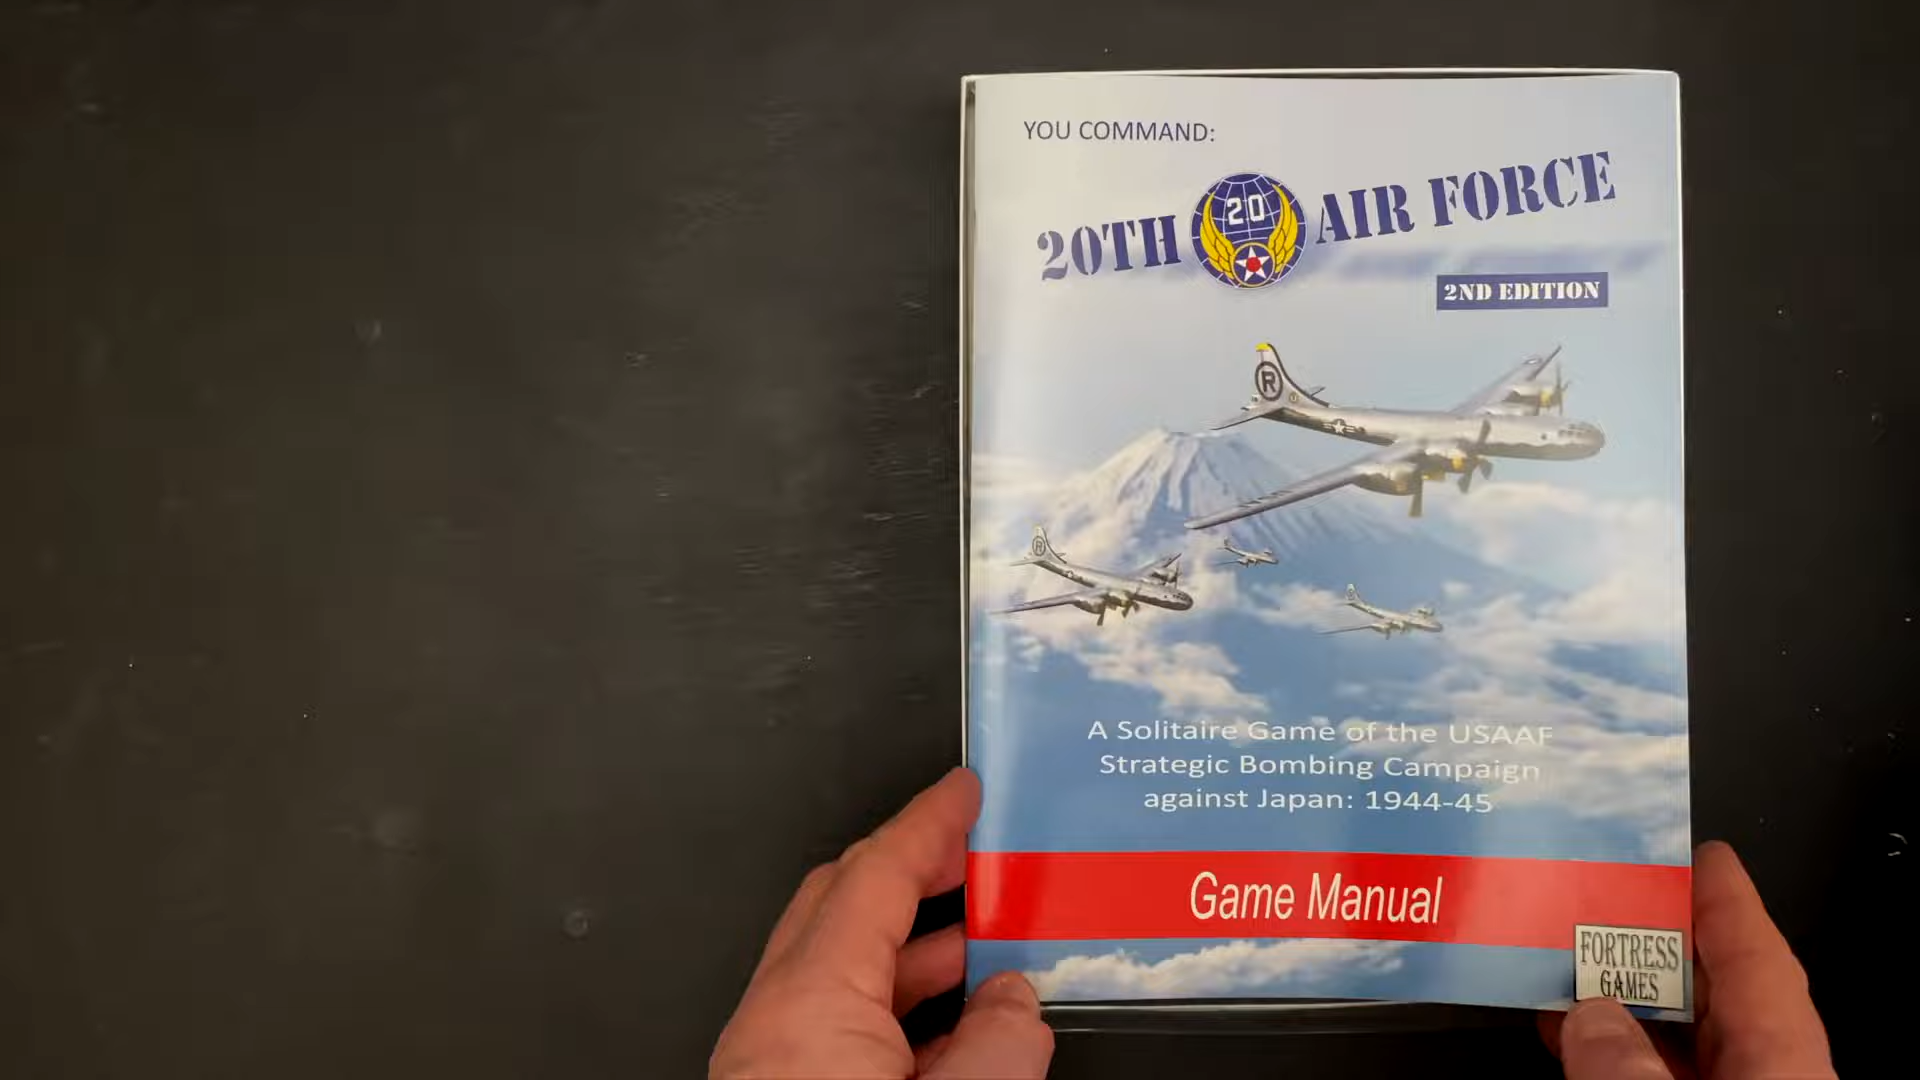 YOU COMMAND:
20TH 20 AIR FORCE
2ND EDITION
R
R
A Solitaire Game of the USAAF
Strategic Bombing Campaign
against Japan: 1944-45
Game Manual
FORTRESS
GAMES